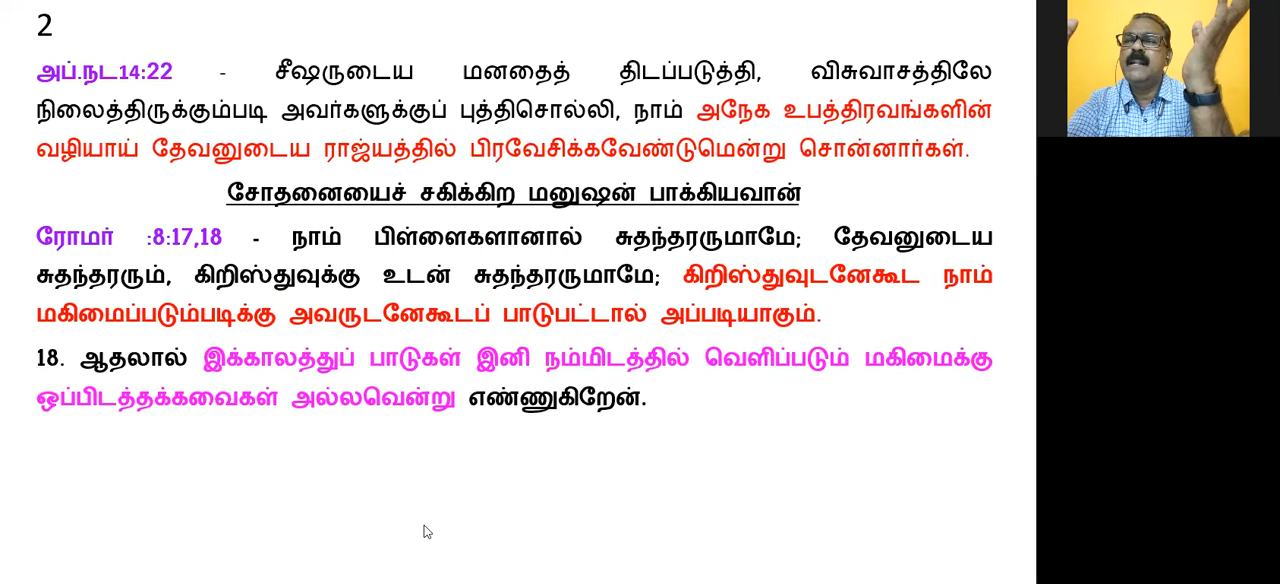 2
அப்.நட14:22 - சீஷருடைய மனதைத் திடப்படுத்தி, விசுவாசத்திலே
நிலைத்திருக்கும்படி அவர்களுக்குப் புத்திசொல்லி, நாம் அநேக உபத்திரவங்களின்
வழியாய் தேவனுடைய ராஜ்யத்தில் பிரவேசிக்கவேண்டுமென்று சொன்னார்கள்.
சோதனையைச் சகிக்கிற மனுஷன் பாக்கியவான்
ரோமர் :8:17,18 - நாம் பிள்ளைகளானால் சுதந்தரருமாமே; தேவனுடைய
சுதந்தரரும், கிறிஸ்துவுக்கு உடன் சுதந்தரருமாமே; கிறிஸ்துவுடனேகூட நாம்
மகிமைப்படும்படிக்கு அவருடனேகூடப் பாடுபட்டால் அப்படியாகும்.
18. ஆதலால் இக்காலத்துப் பாடுகள் இனி நம்மிடத்தில் வெளிப்படும் மகிமைக்கு
ஒப்பிடத்தக்கவைகள் அல்லவென்று எண்ணுகிறேன்.